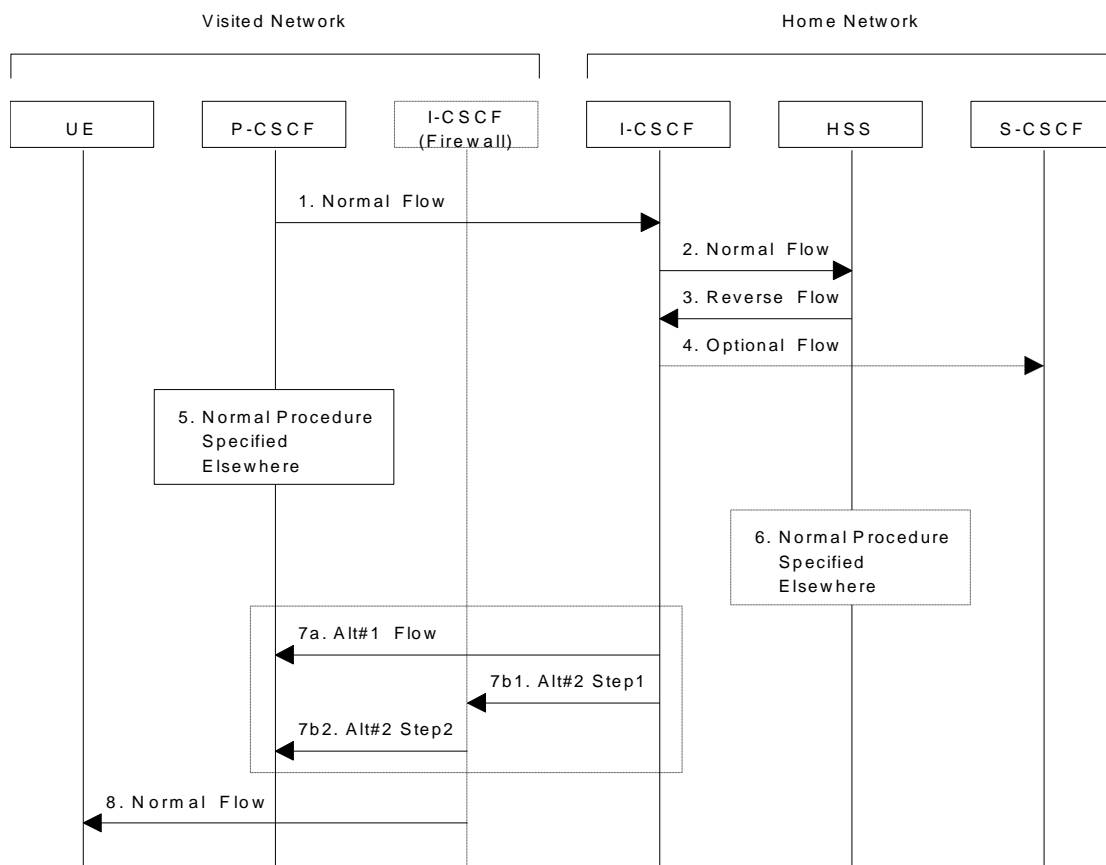 Visited Network
Home Network
UE
P-CSCF
I-CSCF
(Firewall)
I-CSCF
HSS
S-CSCF
1. Normal Flow
2. Normal Flow
3. Reverse Flow
4. Optional Flow
5. Normal Procedure
Specified
Elsewhere
6. Normal Procedure
Specified
Elsewhere
7a. Alt#1 Flow
7b1. Alt#2 Step1
7b2. Alt#2 Step2
8. Normal Flow